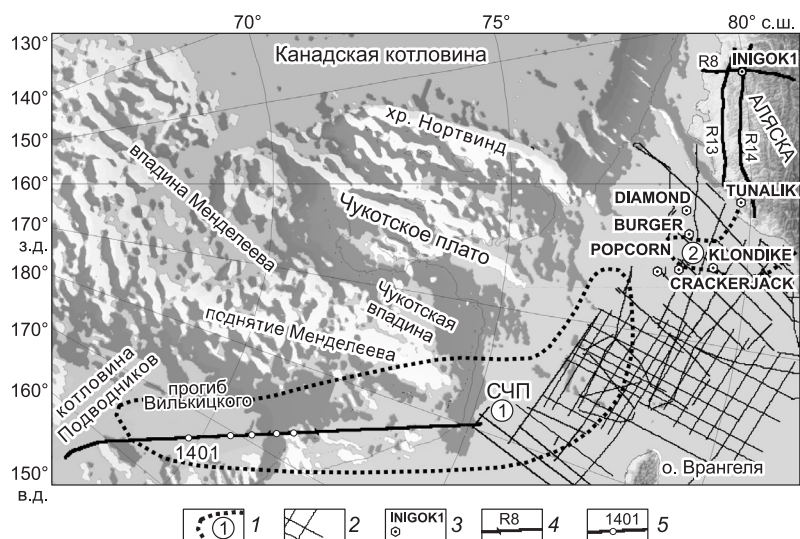 70° 75° 80° с.ш.
130°
140°
150°
160°
170°
з.д.
180°
170°
160°
150°
в.д.
Канадская котловина
R8
INIGOK1
АЛЯСКА
R13
R14
хр. Нортвинд
впадина Менделеева
Чукотское плато
TUNALIK
DIAMOND
BURGER
POPCORN
2
KLONDIKE
CRACKERJACK
Чукотская
впадина
поднятие Менделеева
котловина
Подводников
прогиб
Вилькицкого
СЧП
1
1401
о. Врангеля
1 1
2
INIGOK1 3
R8 4
1401 5